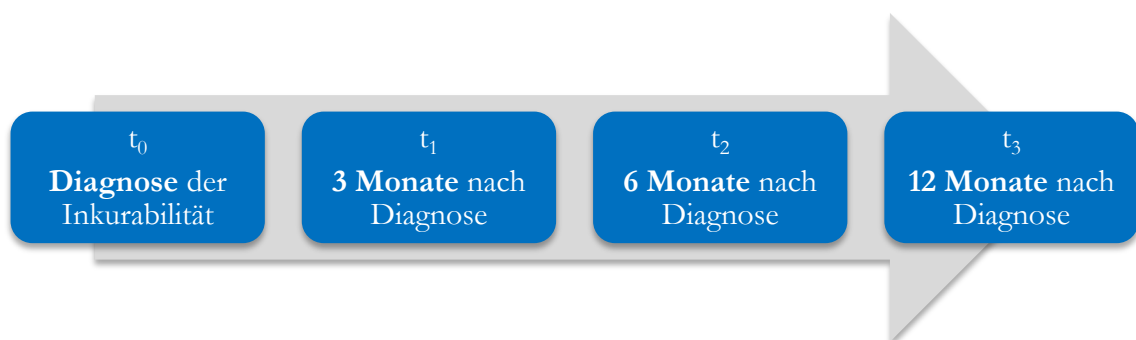 t₀
Diagnose der
Inkurabilität
t₁
3 Monate nach
Diagnose
t₂
6 Monate nach
Diagnose
t₃
12 Monate nach
Diagnose